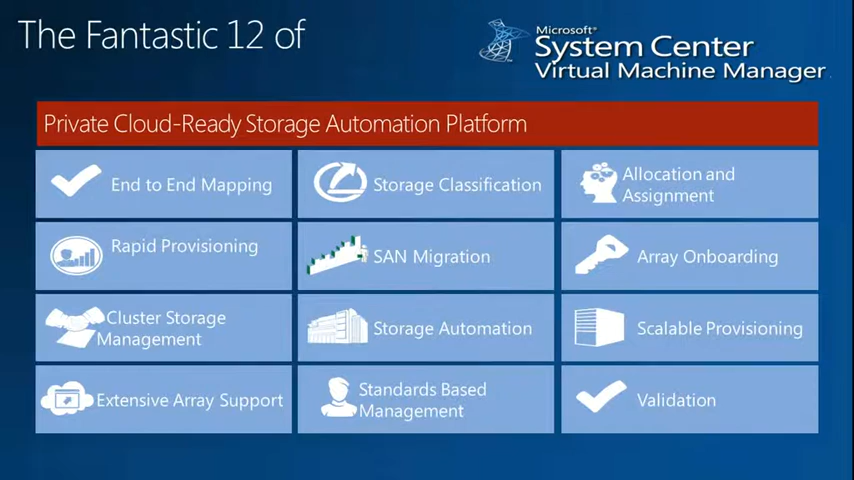 The Fantastic 12 of
Microsoft®
System Center
Virtual Machine Manager
Private Cloud-Ready Storage Automation Platform
End to End Mapping
Storage Classification
Allocation and
Assignment
Rapid Provisioning
SAN Migration
Array Onboarding
Cluster Storage
Management
Storage Automation
Scalable Provisioning
Extensive Array Support
Standards Based
Management
Validation